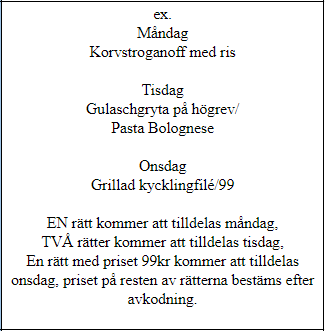 ex.
Måndag
Korvstroganoff med ris
Tisdag
Gulaschgryta på högrev/
Pasta Bolognese
Onsdag
Grillad kycklingfilé/99
EN rätt kommer att tilldelas måndag,
TVÅ rätter kommer att tilldelas tisdag,
En rätt med priset 99kr kommer att tilldelas
onsdag, priset på resten av rätterna bestäms efter
avkodning.